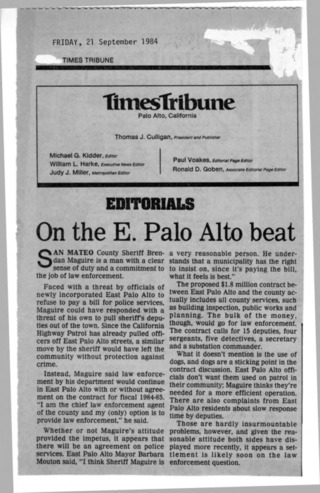 FRIDAY, 21 September 1984
TIMES TRIBUNE
TimesTribune
Palo Alto, California
Thomas J. Culligan, President and Publisher
Michael G. Kidder, Editor
William L. Harke, Executive News Editor
Judy J. Miller, Metropolitan Editor
Paul Voakes, Editorial Page Editor
Ronald D. Goben, Associate Editorial Page Editor
EDITORIALS
On the E. Palo Alto beat
SAN MATEO County Sheriff Bren-
dan Maguire is a man with a clear
sense of duty and a commitment to
the job of law enforcement.
Faced with a threat by officials of
newly incorporated East Palo Alto to
refuse to pay a bill for police services,
Maguire could have responded with a
threat of his own to pull sheriff's depu-
ties out of the town. Since the California
Highway Patrol has already pulled offi-
cers off East Palo Alto streets, a similar
move by the sheriff would have left the
community without protection against
crime.
Instead, Maguire said law enforce-
ment by his department would continue
in East Palo Alto with or without agree-
ment on the contract for fiscal 1984-85.
"I am the chief law enforcement agent
of the county and my (only) option is to
provide law enforcement," he said.
Whether or not Maguire's attitude
provided the impetus, it appears that
there will be an agreement on police
services. East Palo Alto Mayor Barbara
Mouton said, "I think Sheriff Maguire is
a very reasonable person. He under-
stands that a municipality has the right
to insist on, since it's paying the bill,
what it feels is best."
The proposed $1.8 million contract be-
tween East Palo Alto and the county ac-
tually includes all county services, such
as building inspection, public works and
planning. The bulk of the money,
though, would go for law enforcement.
The contract calls for 15 deputies, four
sergeants, five detectives, a secretary
and a substation commander.
What it doesn't mention is the use of
dogs, and dogs are a sticking point in the
contract discussion. East Palo Alto offi-
cials don't want them used on patrol in
their community; Maguire thinks they're
needed for a more efficient operation.
There are also complaints from East
Palo Alto residents about slow response
time by deputies.
Those are hardly insurmountable
problems, however, and given the rea-
sonable attitude both sides have dis-
played more recently, it appears a set-
tlement is likely soon on the law
enforcement question.